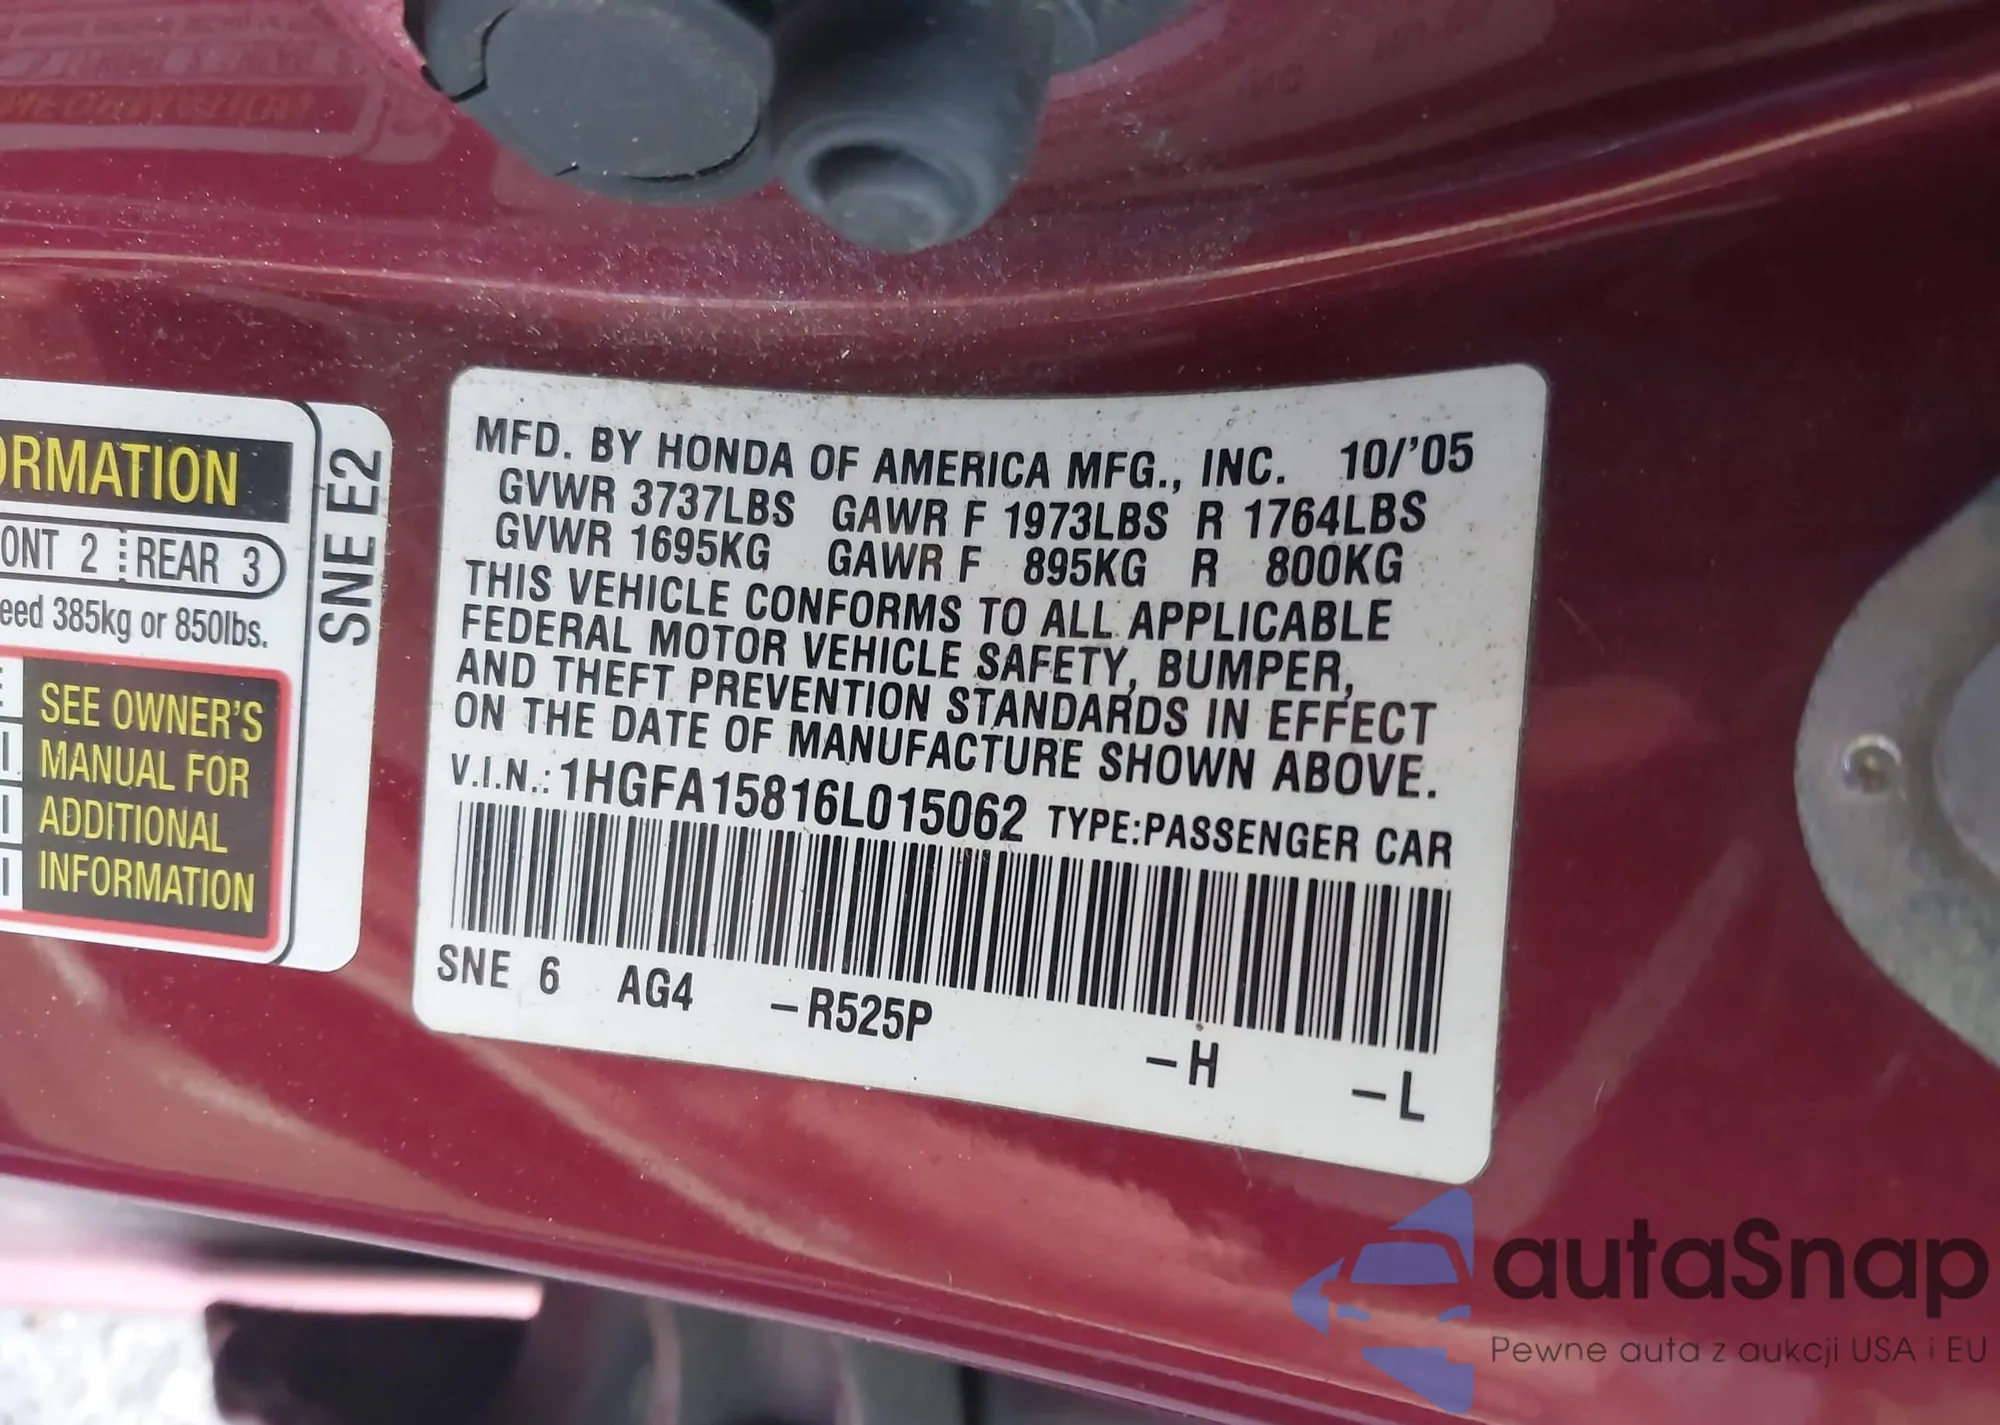 ORMATION
ONT 2 REAR 3
eed 385kg or 850lbs.
SEE OWNER'S
MANUAL FOR
ADDITIONAL
INFORMATION
SNE E2
MFD. BY HONDA OF AMERICA MFG., INC. 10/'05
GVWR 3737LBS GAWR F 1973LBS R 1764LBS
GVWR 1695KG GAWR F 895KG R 800KG
THIS VEHICLE CONFORMS TO ALL APPLICABLE
FEDERAL MOTOR VEHICLE SAFETY, BUMPER,
AND THEFT PREVENTION STANDARDS IN EFFECT
ON THE DATE OF MANUFACTURE SHOWN ABOVE.
V.I.N.: 1HGFA15816L015062 TYPE:PASSENGER CAR
SNE 6 AG4 -R525P -H -L
autaSnap
Pewne auta z aukcji USA i EU